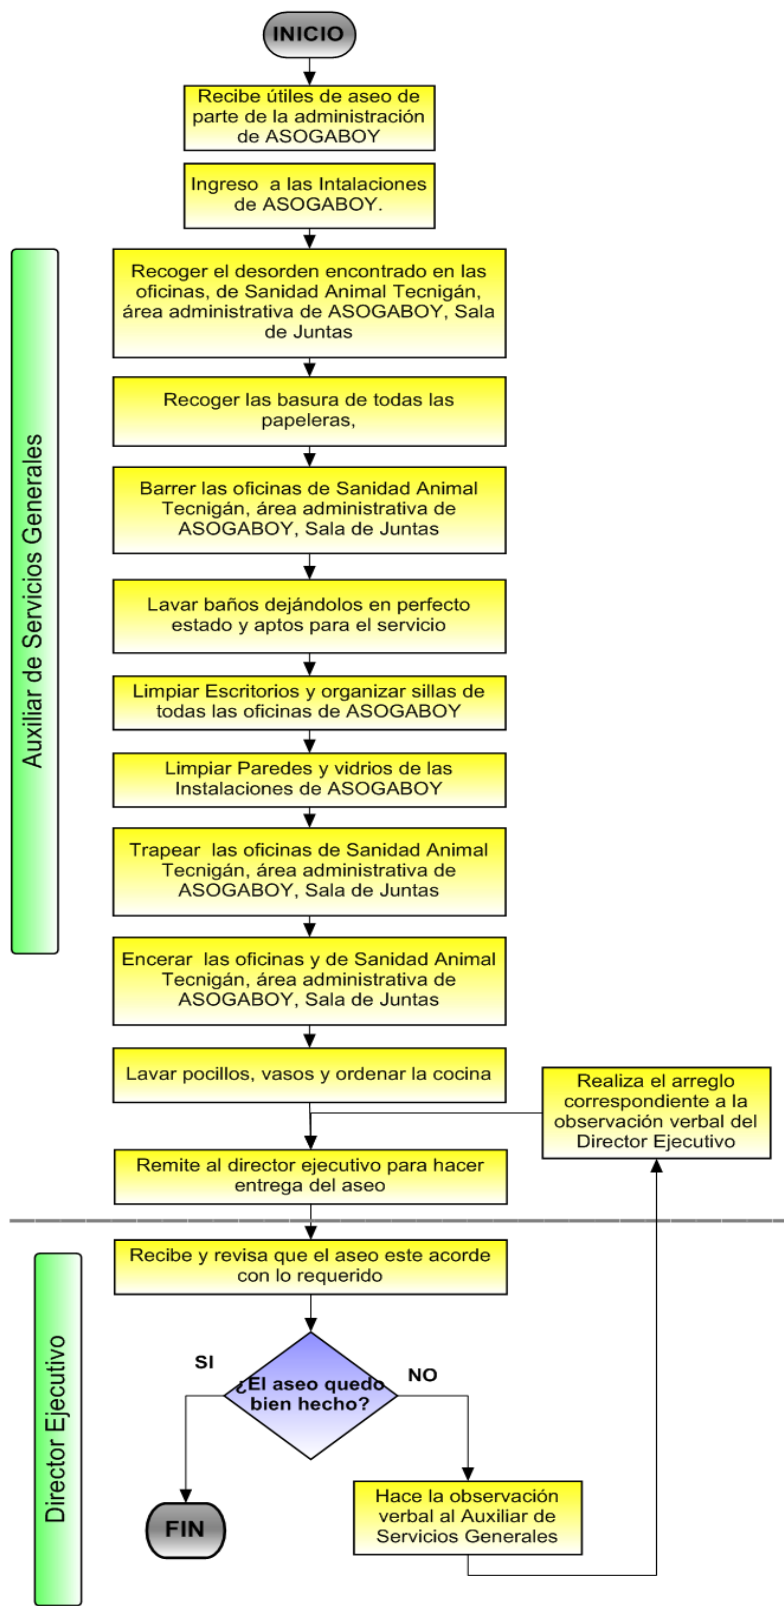 INICIO
Recibe útiles de aseo de
parte de la administración
de ASOGABOY
Ingreso  a las Intalaciones
de ASOGABOY.
Auxiliar de Servicios Generales
Recoger el desorden encontrado en las
oficinas, de Sanidad Animal Tecnigán,
área administrativa de ASOGABOY, Sala
de Juntas
Recoger las basura de todas las
papeleras,
Barrer las oficinas de Sanidad Animal
Tecnigán, área administrativa de
ASOGABOY, Sala de Juntas
Lavar baños dejándolos en perfecto
estado y aptos para el servicio
Limpiar Escritorios y organizar sillas de
todas las oficinas de ASOGABOY
Limpiar Paredes y vidrios de las
Instalaciones de ASOGABOY
Trapear  las oficinas de Sanidad Animal
Tecnigán, área administrativa de
ASOGABOY, Sala de Juntas
Encerar  las oficinas y de Sanidad Animal
Tecnigán, área administrativa de
ASOGABOY, Sala de Juntas
Lavar pocillos, vasos y ordenar la cocina
Realiza el arreglo
correspondiente a la
observación verbal del
Director Ejecutivo
Remite al director ejecutivo para hacer
entrega del aseo
Director Ejecutivo
Recibe y revisa que el aseo este acorde
con lo requerido
SI
NO
¿El aseo quedo
bien hecho?
Hace la observación
verbal al Auxiliar de
Servicios Generales
FIN